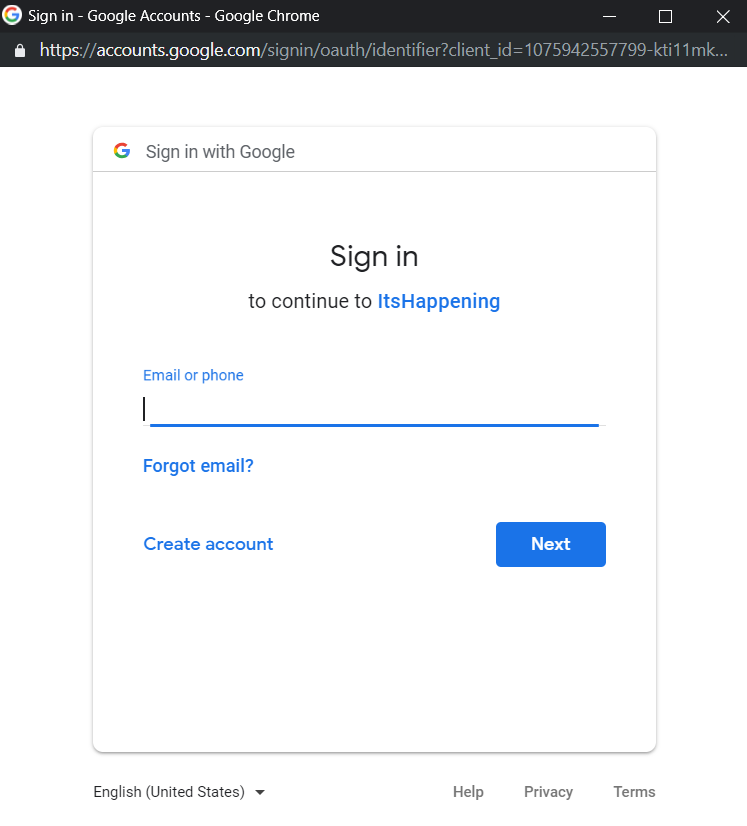 Sign in - Google Accounts - Google Chrome
https://accounts.google.com/signin/oauth/identifier?client_id=1075942557799-kti11mk...
Sign in with Google
Sign in
to continue to ItsHappening
Email or phone
Forgot email?
Create account Next
English (United States) Help Privacy Terms